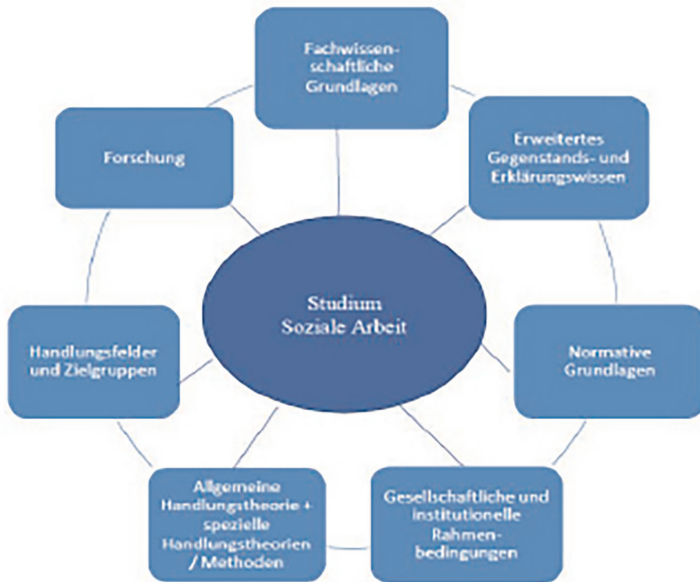 Fachwissen-
schaftliche
Grundlagen
Erweitertes
Gegenstands- und
Erklärungswissen
Normative
Grundlagen
Gesellschaftliche und
institutionelle
Rahmen-
bedingungen
Allgemeine
Handlungstheorie +
spezielle
Handlungstheorien
/ Methoden
Handlungsfelder
und Zielgruppen
Forschung
Studium
Soziale Arbeit